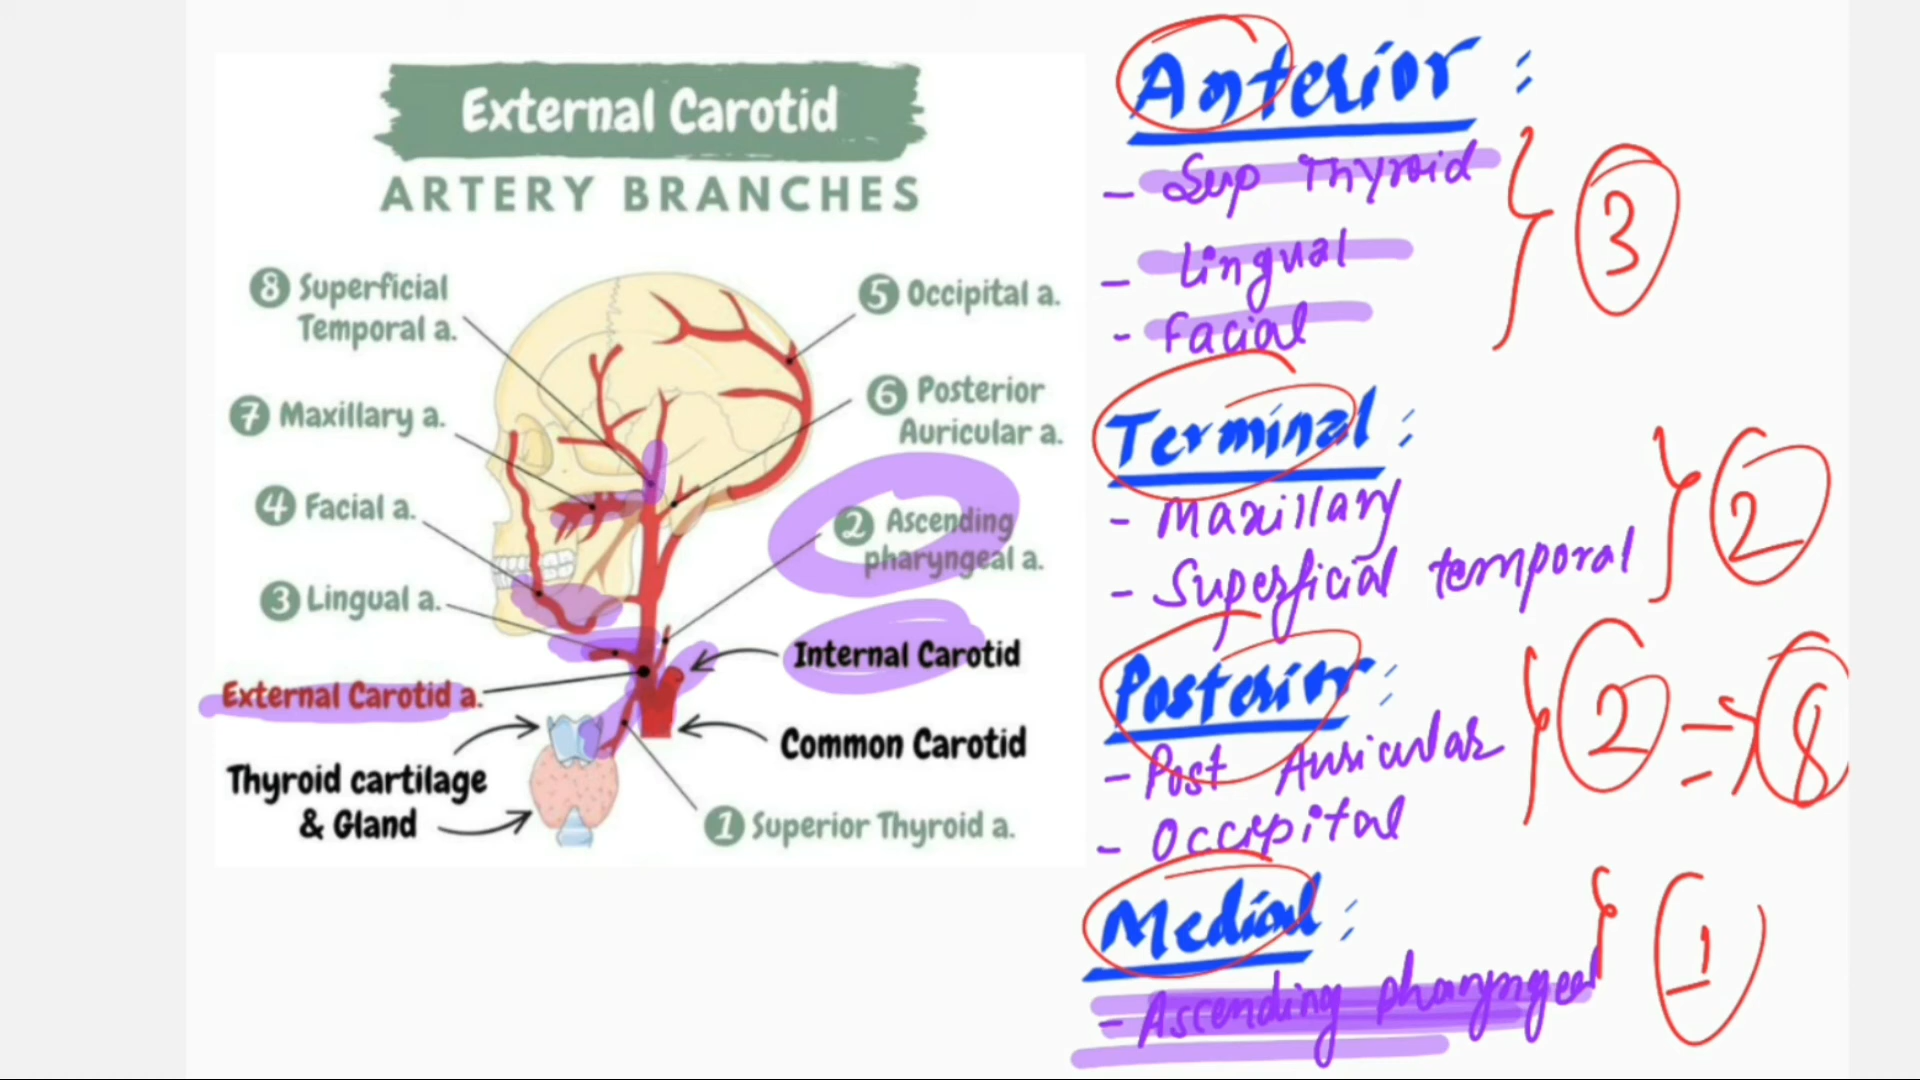 External Carotid
ARTERY BRANCHES
8 Superficial
Temporal a.
7 Maxillary a.
4 Facial a.
3 Lingual a.
External Carotid a.
Thyroid cartilage
& Gland
5 Occipital a.
6 Posterior
Auricular a.
2 Ascending
pharyngeal a.
Internal Carotid
Common Carotid
1 Superior Thyroid a.
Anterior :
- Sup Thyroid
- Lingual
- Facial
} 3
Terminal :
- Maxillary
- Superficial temporal
} 2
Posterior :
- Post Auricular
- Occipital
} 2 => 8
Medial :
- Ascending pharyngeal
} 1